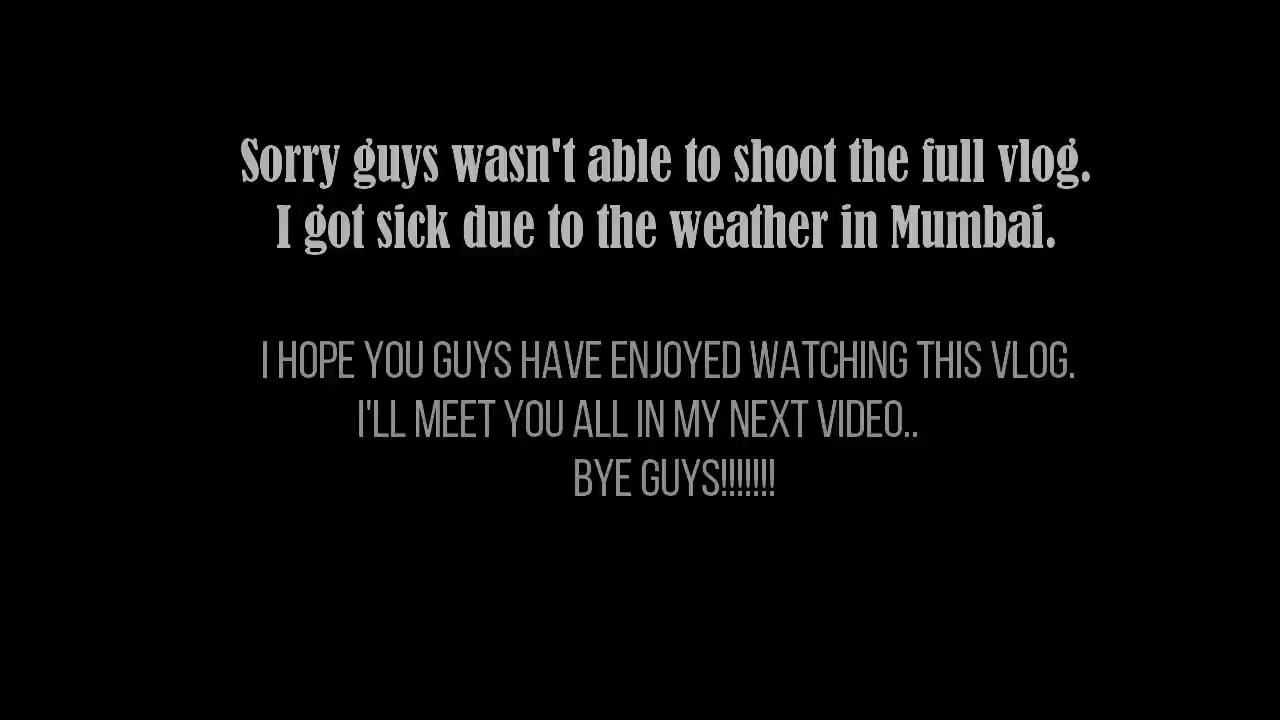 Sorry guys wasn't able to shoot the full vlog.
I got sick due to the weather in Mumbai.
I HOPE YOU GUYS HAVE ENJOYED WATCHING THIS VLOG.
I'LL MEET YOU ALL IN MY NEXT VIDEO..
BYE GUYS!!!!!!!